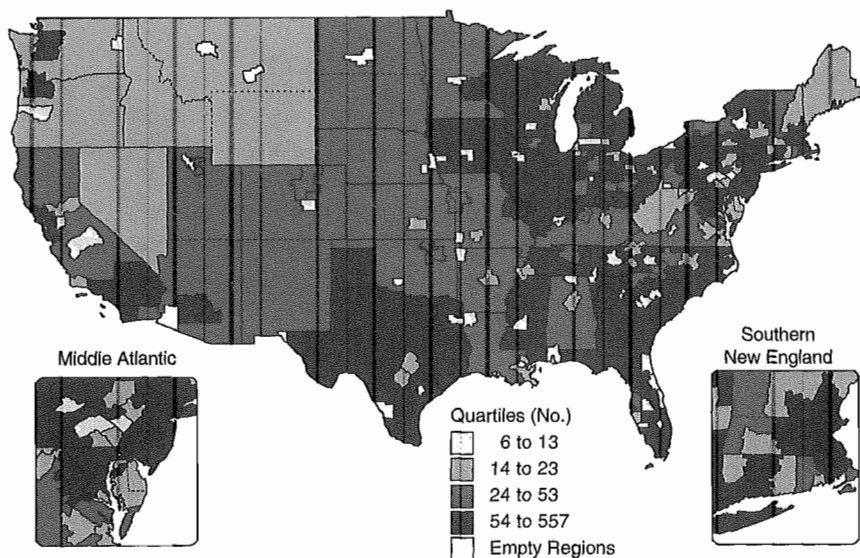 Middle Atlantic
Southern
New England
Quartiles (No.)
6 to 13
14 to 23
24 to 53
54 to 557
Empty Regions